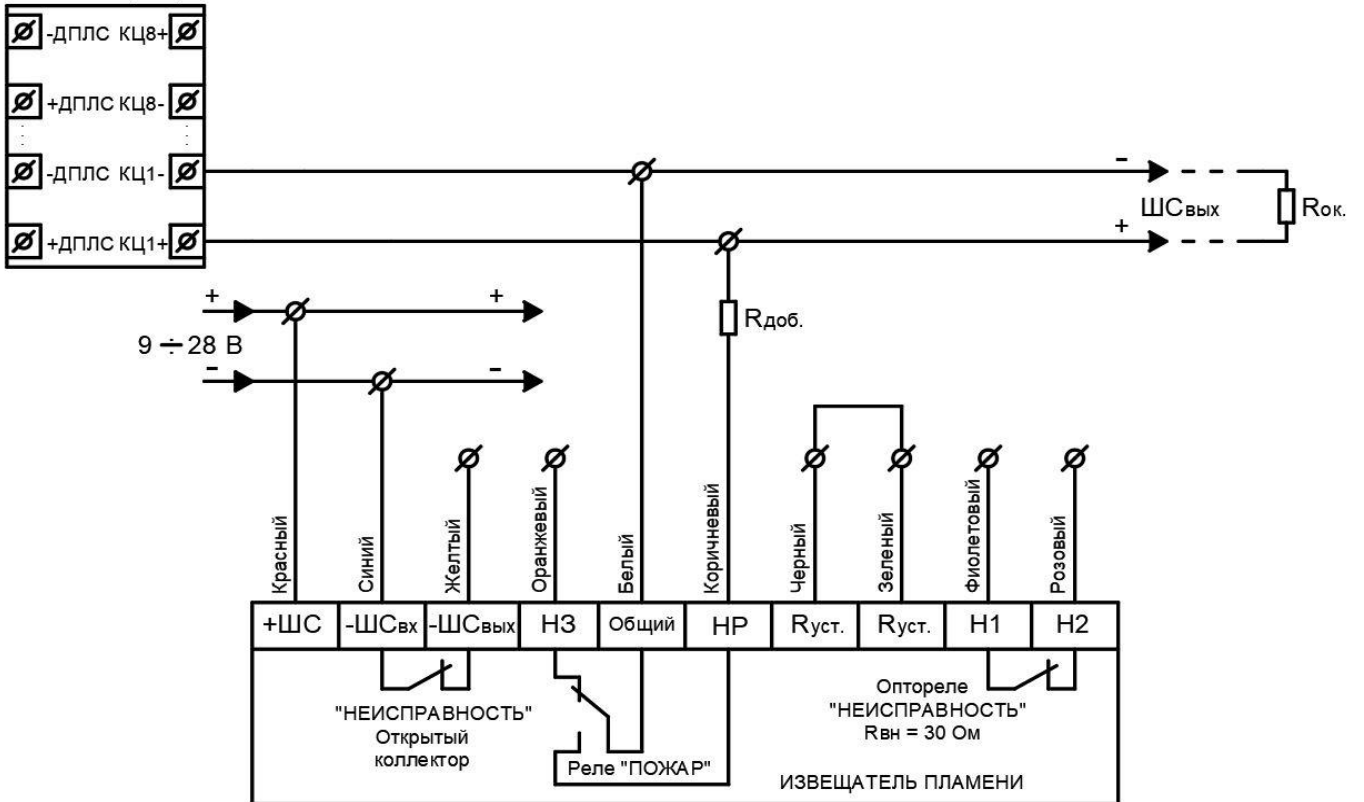 -ДПЛС КЦ8+
+ДПЛС КЦ8-
-ДПЛС КЦ1-
+ДПЛС КЦ1+
-
ШСвых
+
Rок.
+ +
9 ÷ 28 В
- -
Rдоб.
Красный
Синий
Желтый
Оранжевый
Белый
Коричневый
Черный
Зеленый
Фиолетовый
Розовый
+ШС -ШСвх -ШСвых НЗ Общий НР Rуст. Rуст. Н1 Н2
"НЕИСПРАВНОСТЬ"
Открытый
коллектор
Реле "ПОЖАР"
Оптореле
"НЕИСПРАВНОСТЬ"
Rвн = 30 Ом
ИЗВЕЩАТЕЛЬ ПЛАМЕНИ